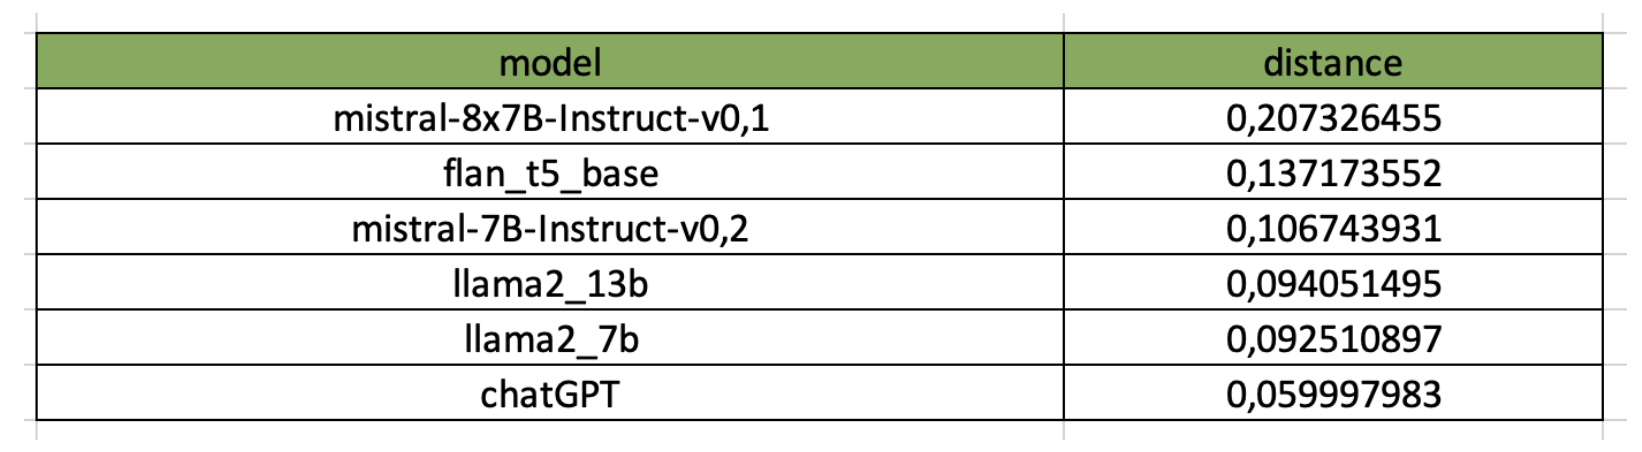 model distance
mistral-8x7B-Instruct-v0,1 0,207326455
flan_t5_base 0,137173552
mistral-7B-Instruct-v0,2 0,106743931
llama2_13b 0,094051495
llama2_7b 0,092510897
chatGPT 0,059997983